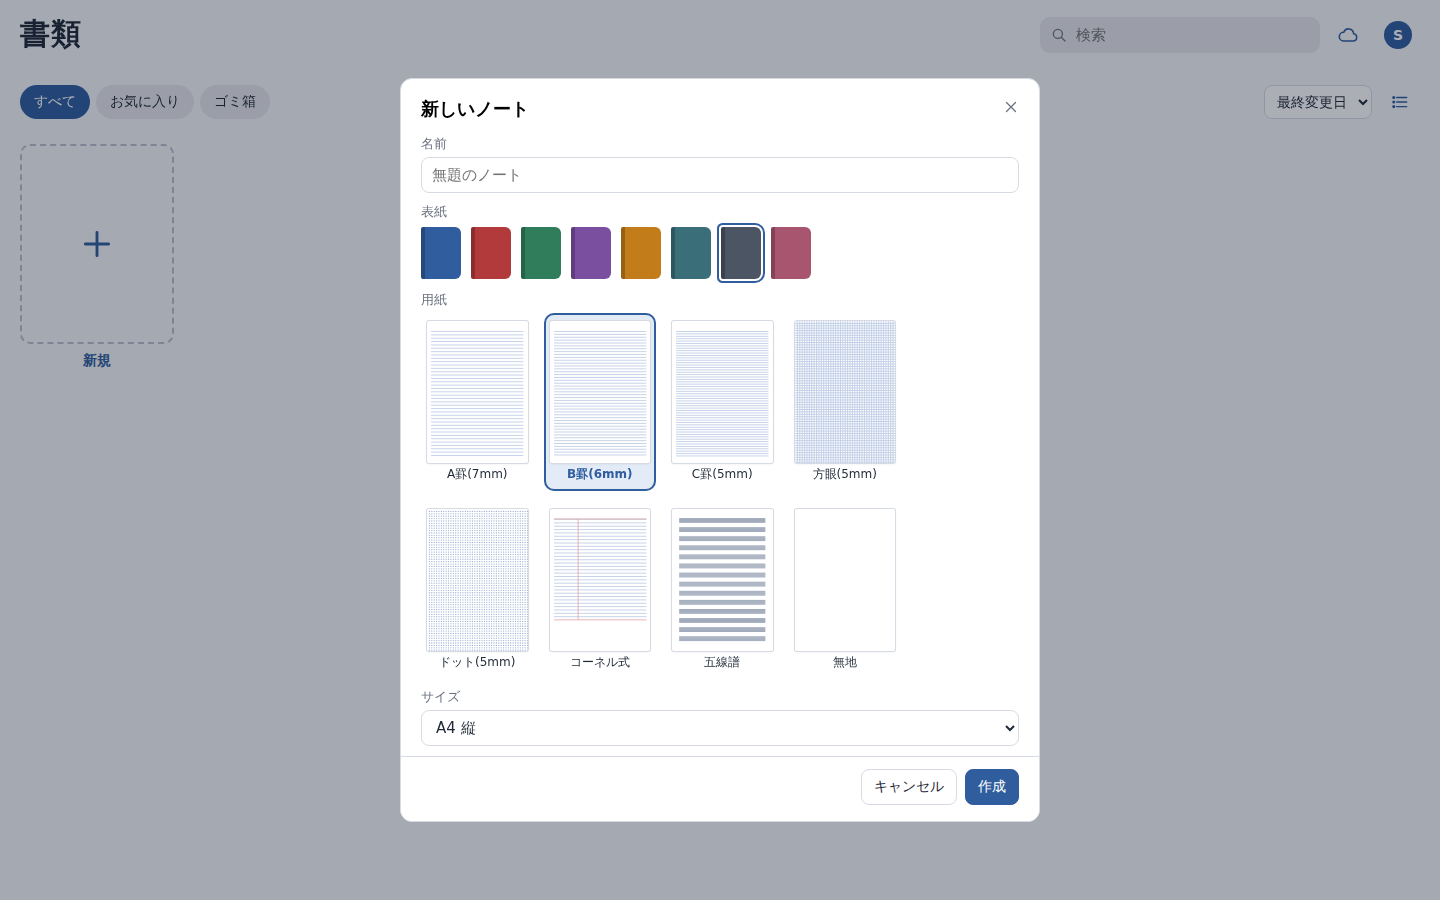 書類
検索
S
すべて
お気に入り
ゴミ箱
最終変更日
新規
新しいノート
名前
無題のノート
表紙
用紙
A罫(7mm)
B罫(6mm)
C罫(5mm)
方眼(5mm)
ドット(5mm)
コーネル式
五線譜
無地
サイズ
A4 縦
キャンセル
作成